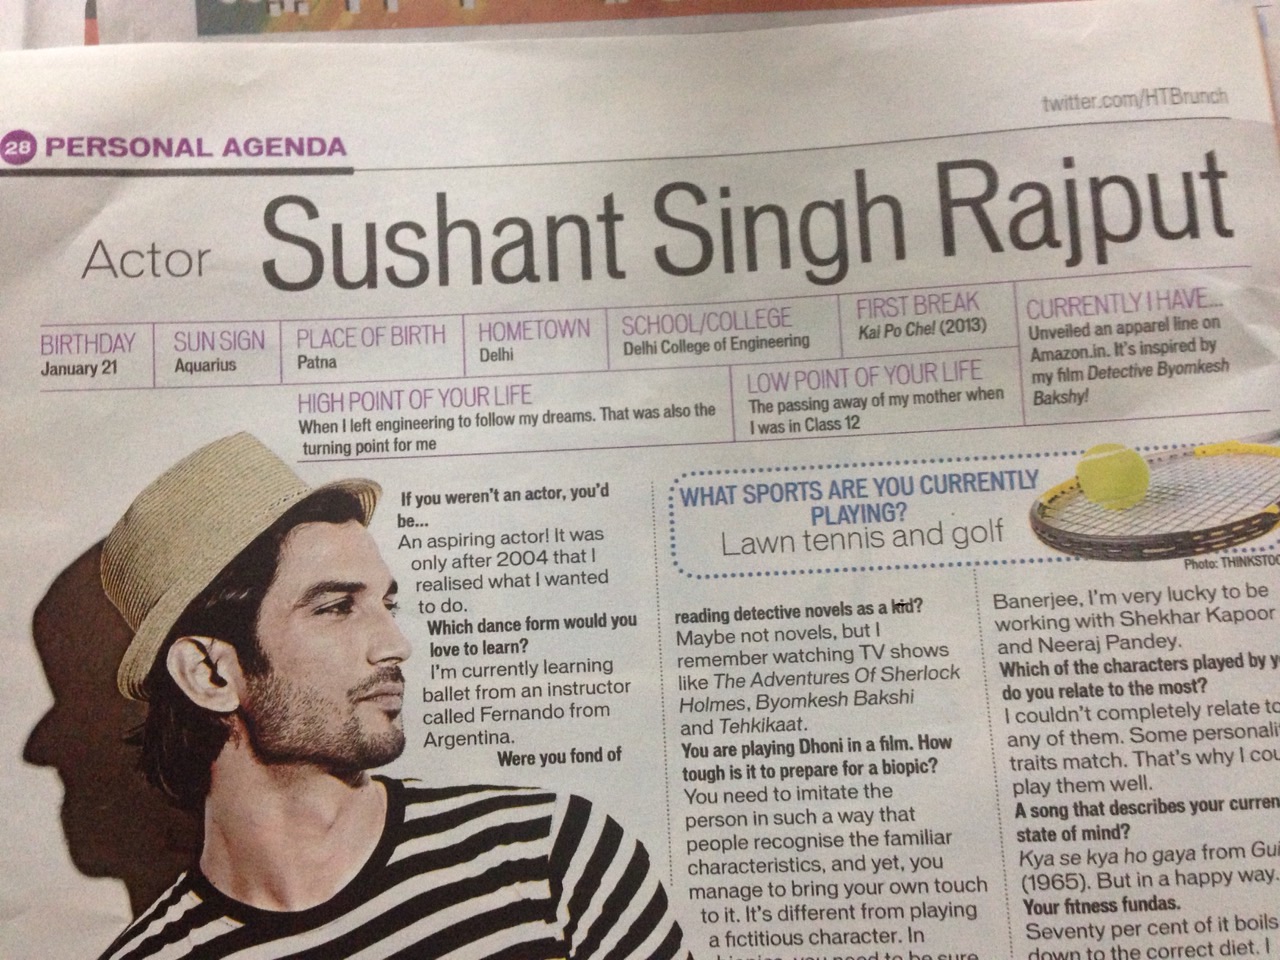 twitter.com/HTBrunch
28 PERSONAL AGENDA
Actor Sushant Singh Rajput
BIRTHDAY
January 21
SUN SIGN
Aquarius
PLACE OF BIRTH
Patna
HOMETOWN
Delhi
SCHOOL/COLLEGE
Delhi College of Engineering
FIRST BREAK
Kai Po Che! (2013)
CURRENTLY I HAVE...
Unveiled an apparel line on
Amazon.in. It's inspired by
my film Detective Byomkesh
Bakshy!
HIGH POINT OF YOUR LIFE
When I left engineering to follow my dreams. That was also the
turning point for me
LOW POINT OF YOUR LIFE
The passing away of my mother when
I was in Class 12
If you weren't an actor, you'd
be...
An aspiring actor! It was
only after 2004 that I
realised what I wanted
to do.
Which dance form would you
love to learn?
I'm currently learning
ballet from an instructor
called Fernando from
Argentina.
Were you fond of
WHAT SPORTS ARE YOU CURRENTLY
PLAYING?
Lawn tennis and golf
Photo: THINKSTOC
reading detective novels as a kid?
Maybe not novels, but I
remember watching TV shows
like The Adventures Of Sherlock
Holmes, Byomkesh Bakshi
and Tehkikaat.
You are playing Dhoni in a film. How
tough is it to prepare for a biopic?
You need to imitate the
person in such a way that
people recognise the familiar
characteristics, and yet, you
manage to bring your own touch
to it. It's different from playing
a fictitious character. In
you need to be sure
Banerjee, I'm very lucky to be
working with Shekhar Kapoor
and Neeraj Pandey.
Which of the characters played by y
do you relate to the most?
I couldn't completely relate to
any of them. Some personali
traits match. That's why I cou
play them well.
A song that describes your curren
state of mind?
Kya se kya ho gaya from Gui
(1965). But in a happy way.
Your fitness fundas.
Seventy per cent of it boils
down to the correct diet. I